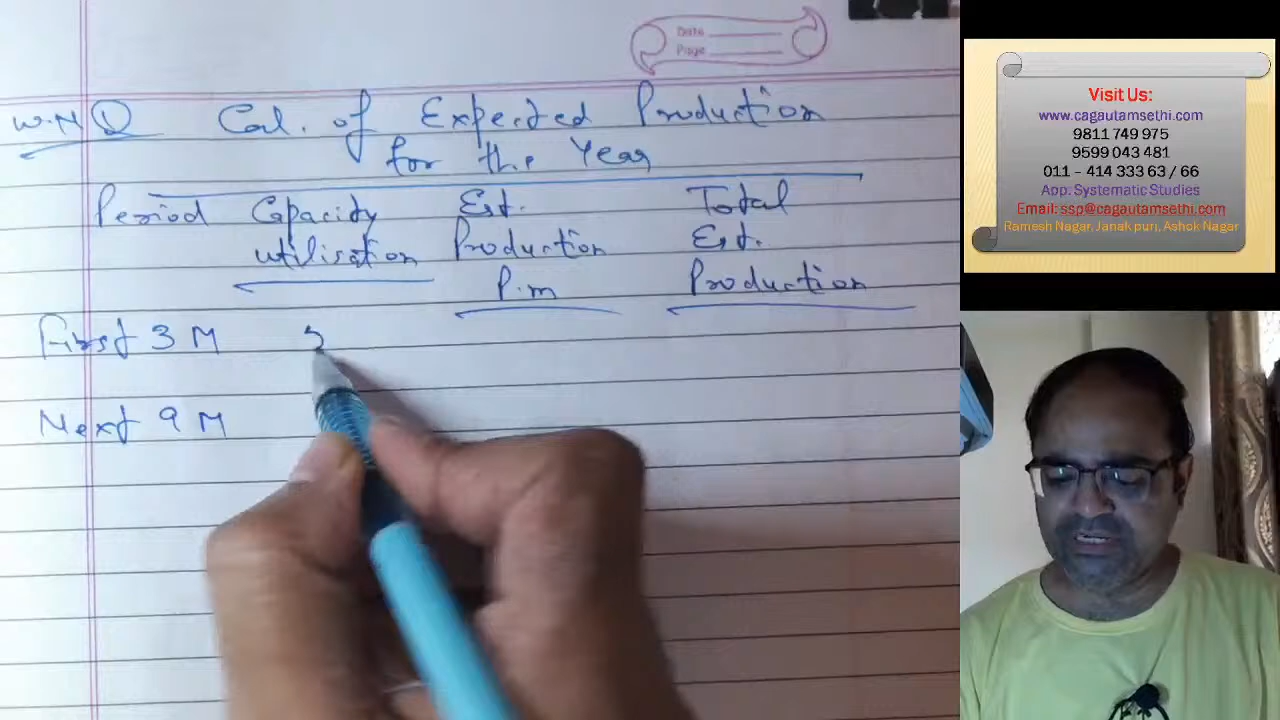 Date
Page
W.N ① Cal. of Expected Production
for the Year
Period Capacity utilisation Est. Production P.m Total Est. Production
First 3 M 5
Next 9 M
Visit Us:
www.cagautamsethi.com
9811 749 975
9599 043 481
011 – 414 333 63 / 66
App: Systematic Studies
Email: ssp@cagautamsethi.com
Ramesh Nagar, Janak puri, Ashok Nagar